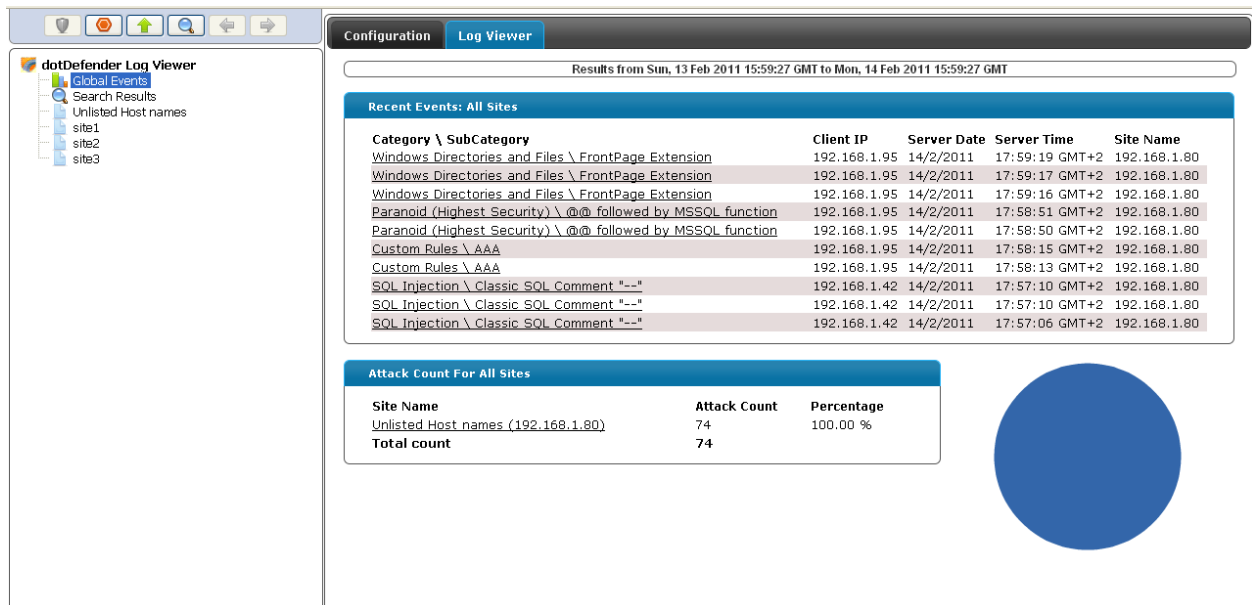 Configuration Log Viewer
dotDefender Log Viewer
Global Events
Search Results
Unlisted Host names
site1
site2
site3
Results from Sun, 13 Feb 2011 15:59:27 GMT to Mon, 14 Feb 2011 15:59:27 GMT
Recent Events: All Sites
Category \ SubCategory Client IP Server Date Server Time Site Name
Windows Directories and Files \ FrontPage Extension 192.168.1.95 14/2/2011 17:59:19 GMT+2 192.168.1.80
Windows Directories and Files \ FrontPage Extension 192.168.1.95 14/2/2011 17:59:17 GMT+2 192.168.1.80
Windows Directories and Files \ FrontPage Extension 192.168.1.95 14/2/2011 17:59:16 GMT+2 192.168.1.80
Paranoid (Highest Security) \ @@ followed by MSSQL function 192.168.1.95 14/2/2011 17:58:51 GMT+2 192.168.1.80
Paranoid (Highest Security) \ @@ followed by MSSQL function 192.168.1.95 14/2/2011 17:58:50 GMT+2 192.168.1.80
Custom Rules \ AAA 192.168.1.95 14/2/2011 17:58:15 GMT+2 192.168.1.80
Custom Rules \ AAA 192.168.1.95 14/2/2011 17:58:13 GMT+2 192.168.1.80
SQL Injection \ Classic SQL Comment "--" 192.168.1.42 14/2/2011 17:57:10 GMT+2 192.168.1.80
SQL Injection \ Classic SQL Comment "--" 192.168.1.42 14/2/2011 17:57:10 GMT+2 192.168.1.80
SQL Injection \ Classic SQL Comment "--" 192.168.1.42 14/2/2011 17:57:06 GMT+2 192.168.1.80
Attack Count For All Sites
Site Name Attack Count Percentage
Unlisted Host names (192.168.1.80) 74 100.00 %
Total count 74